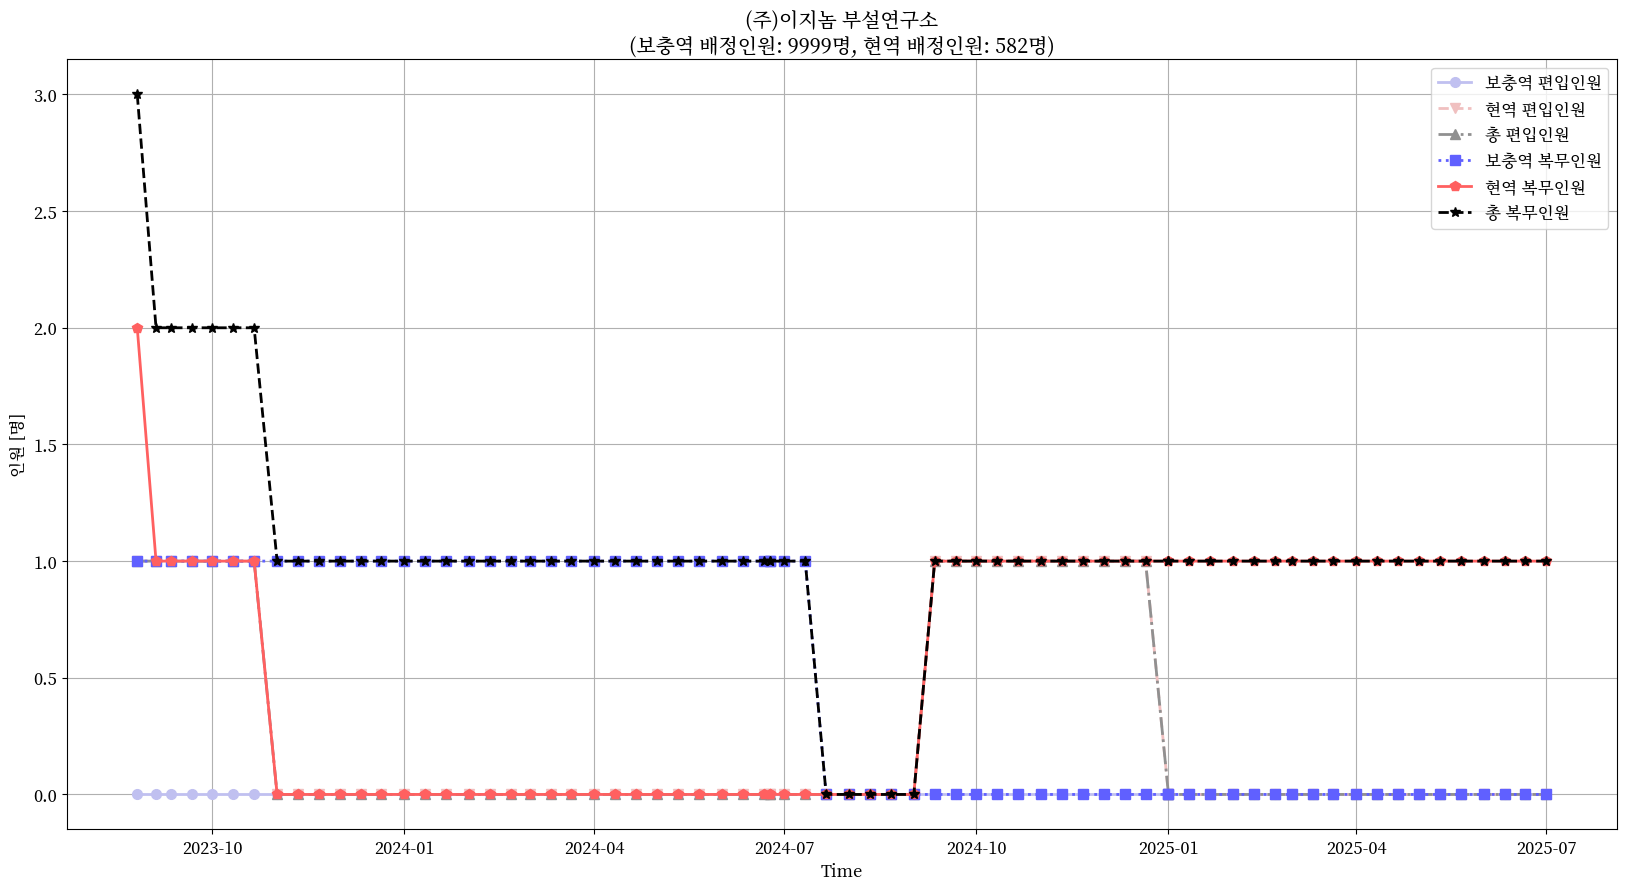 (주)이지놈 부설연구소
(보충역 배정인원: 9999명, 현역 배정인원: 582명)
보충역 편입인원
현역 편입인원
총 편입인원
보충역 복무인원
현역 복무인원
총 복무인원
3.0
2.5
2.0
1.5
1.0
0.5
0.0
인원 [명]
2023-10
2024-01
2024-04
2024-07
2024-10
2025-01
2025-04
2025-07
Time